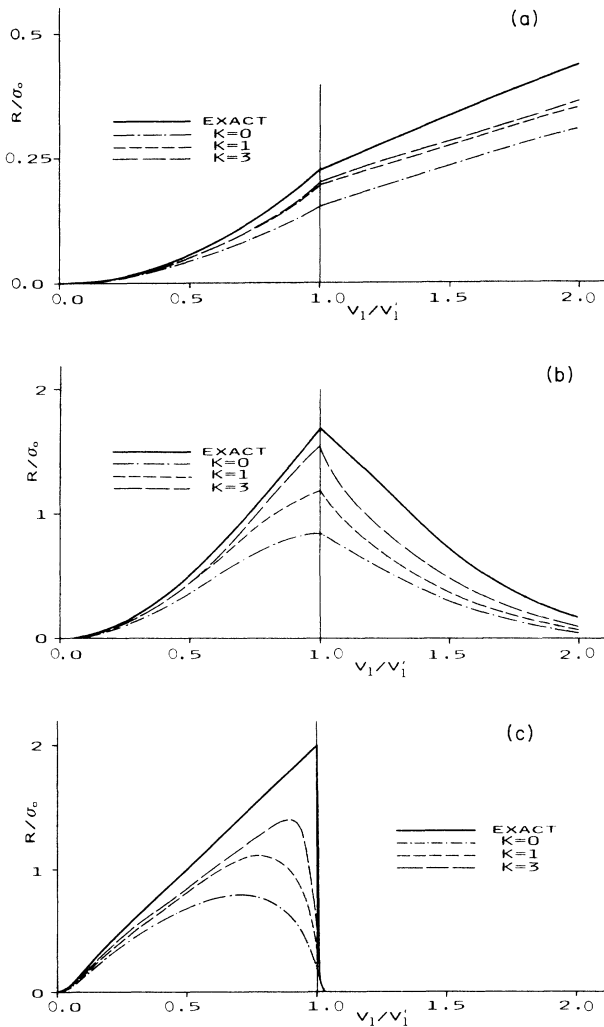 (a)
0.5
R/σ₀
EXACT
K=0
K=1
K=3
0.25
0.0
0.0 0.5 1.0 1.5 2.0
V₁/V₁′
(b)
2
R/σ₀
EXACT
K=0
K=1
K=3
1
0
0.0 0.5 1.0 1.5 2.0
V₁/V₁′
(c)
2
R/σ₀
EXACT
K=0
K=1
K=3
1
0
0.0 0.5 1.0 1.5 2.0
V₁/V₁′